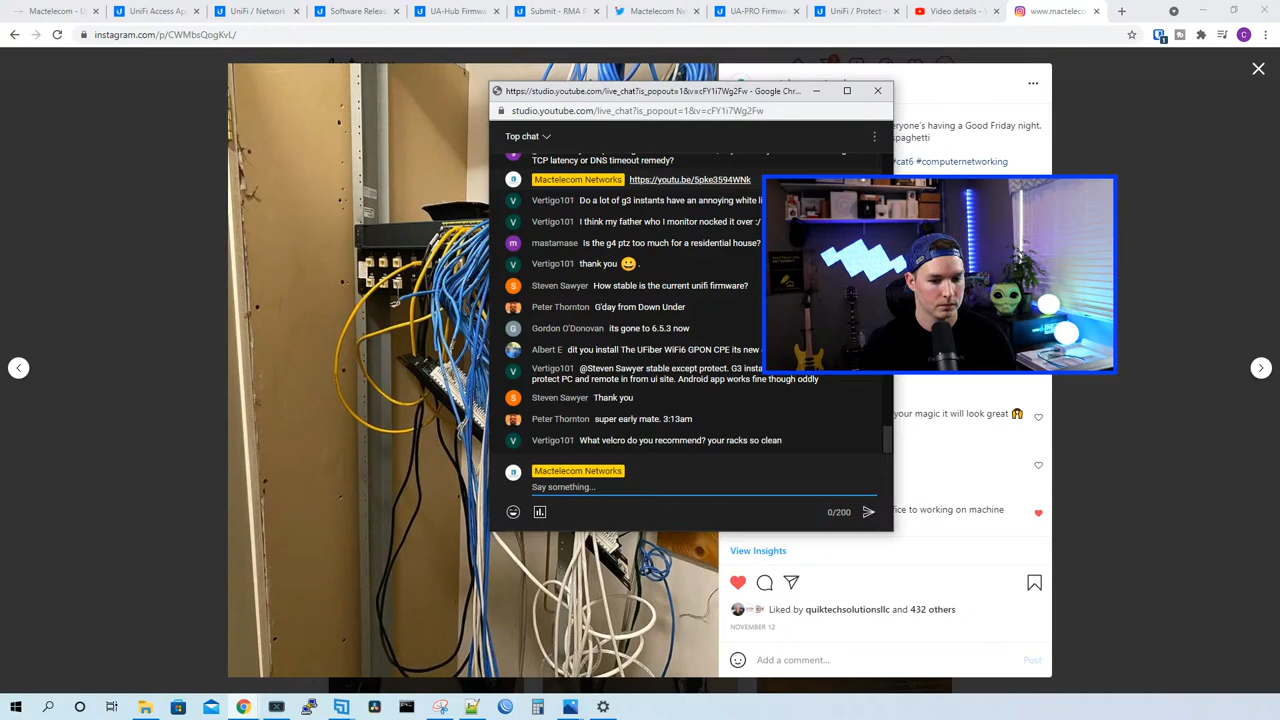 Mactelecom - U
UniFi Access Ap
UniFi / Network
Software Releas
UA-Hub Firmw
Submit - RMA P
Mactelecom Ne
UA-PRO Firmwa
UniFi / Protect -
Video details - Y
www.mactelecom
instagram.com/p/CWMbsQogKvL/
https://studio.youtube.com/live_chat?is_popout=1&v=cFY1i7Wg2Fw - Google Chr...
studio.youtube.com/live_chat?is_popout=1&v=cFY1i7Wg2Fw
Top chat
TCP latency or DNS timeout remedy?
Mactelecom Networks https://youtu.be/5pke3594WNk
Vertigo101 Do a lot of g3 instants have an annoying white li
Vertigo101 I think my father who I monitor nocked it over :/
m mastamase Is the g4 ptz too much for a residential house?
Vertigo101 thank you 😀 .
S Steven Sawyer How stable is the current unifi firmware?
Peter Thornton G'day from Down Under
G Gordon O'Donovan its gone to 6.5.3 now
Albert E dit you install The UFiber WiFi6 GPON CPE its new
V Vertigo101 @Steven Sawyer stable except protect. G3 inst
protect PC and remote in from ui site. Android app works fine though oddly
S Steven Sawyer Thank you
Peter Thornton super early mate. 3:13am
V Vertigo101 What velcro do you recommend? your racks so clean
Mactelecom Networks
Say something...
0/200
eryone's having a Good Friday night.
spaghetti
#cat6 #computernetworking
your magic it will look great 🙌
fice to working on machine
View Insights
Liked by quiktechsolutionsllc and 432 others
NOVEMBER 12
Add a comment...
Post